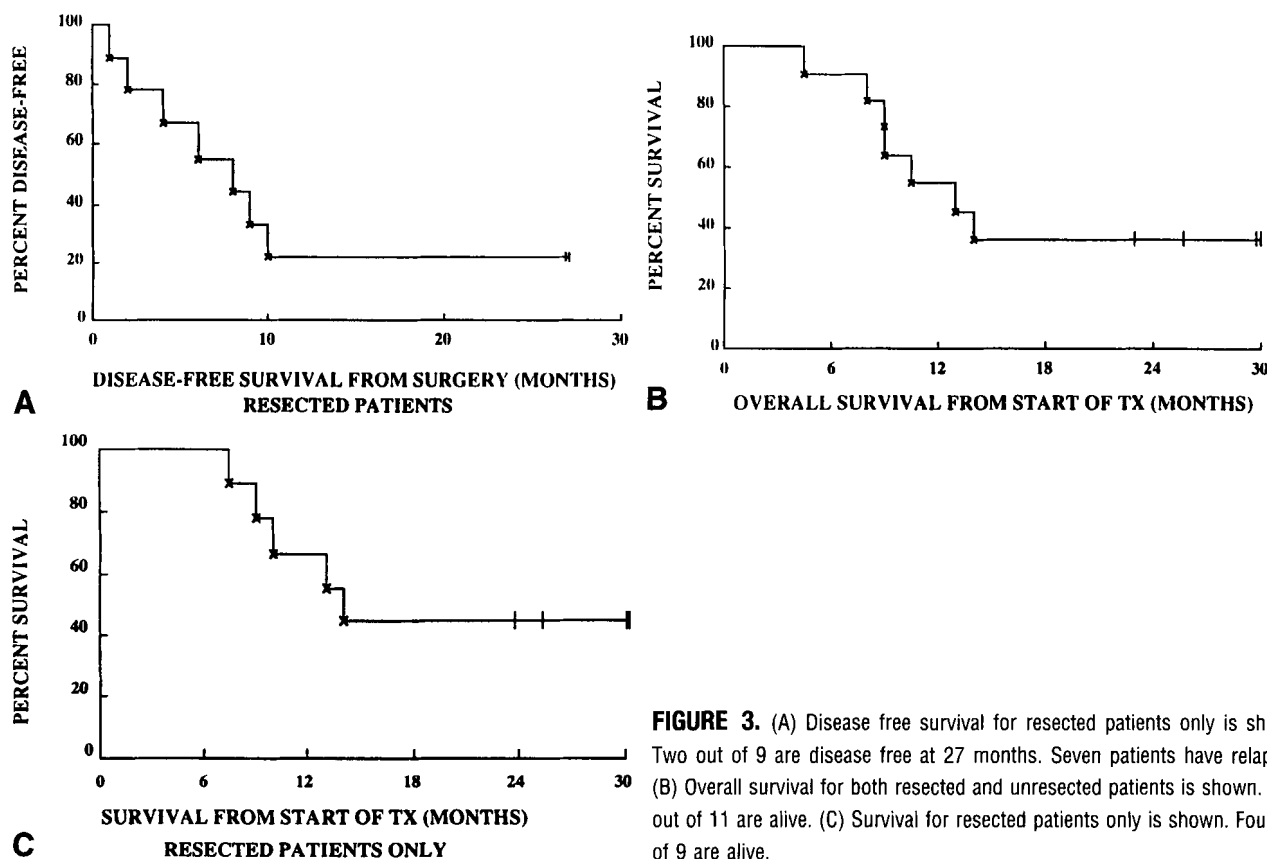 100
80
60
40
20
0
PERCENT DISEASE-FREE
0 10 20 30
DISEASE-FREE SURVIVAL FROM SURGERY (MONTHS)
RESECTED PATIENTS
A
100
80
60
40
20
0
PERCENT SURVIVAL
6 12 18 24 30
OVERALL SURVIVAL FROM START OF TX (MONTHS)
B
100
80
60
40
20
0
PERCENT SURVIVAL
0 6 12 18 24 30
SURVIVAL FROM START OF TX (MONTHS)
RESECTED PATIENTS ONLY
C
FIGURE 3. (A) Disease free survival for resected patients only is sh
Two out of 9 are disease free at 27 months. Seven patients have relap
(B) Overall survival for both resected and unresected patients is shown.
out of 11 are alive. (C) Survival for resected patients only is shown. Fou
of 9 are alive.